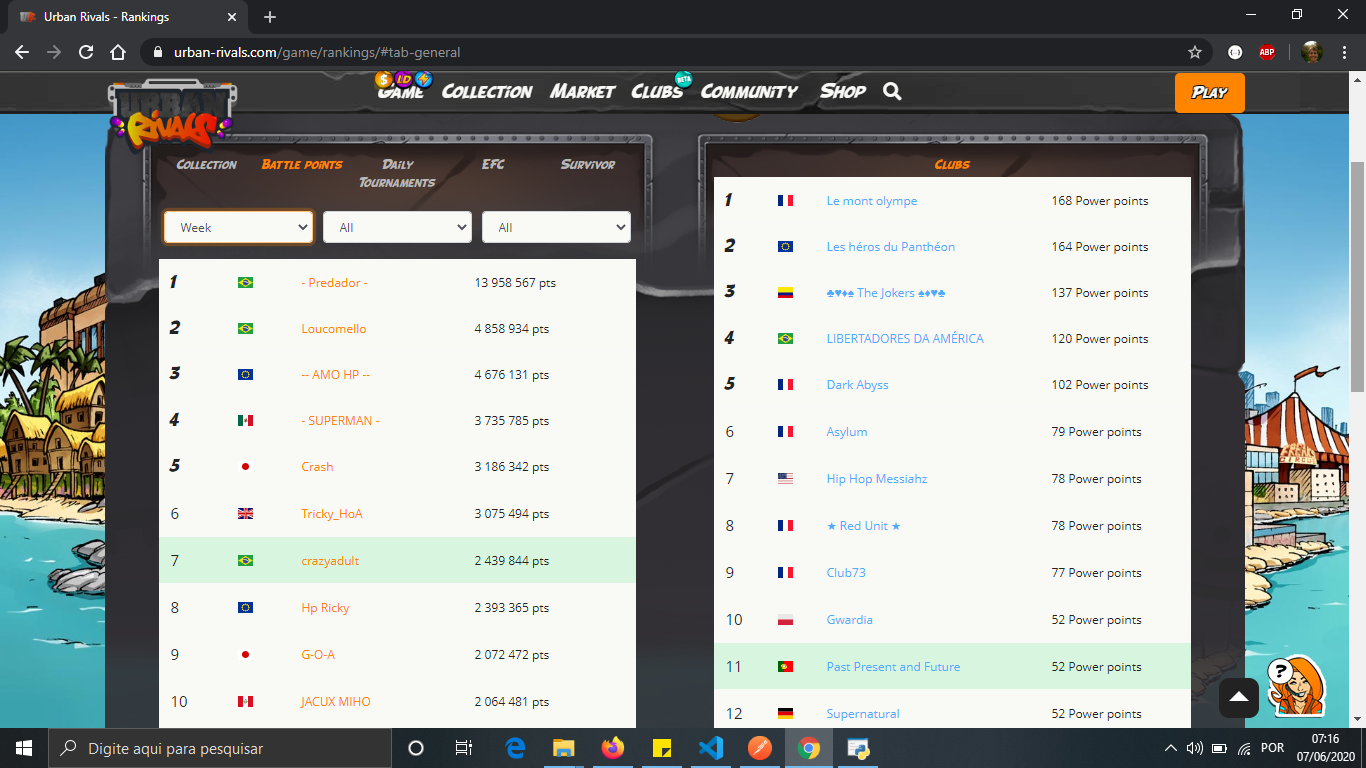 Urban Rivals - Rankings
urban-rivals.com/game/rankings/#tab-general
ABP
URBAN
RIVALS
GAME COLLECTION MARKET CLUBS BETA COMMUNITY SHOP
PLAY
COLLECTION BATTLE POINTS DAILY TOURNAMENTS EFC SURVIVOR
Week All All
1 - Predador - 13 958 567 pts
2 Loucomello 4 858 934 pts
3 -- AMO HP -- 4 676 131 pts
4 - SUPERMAN - 3 735 785 pts
5 Crash 3 186 342 pts
6 Tricky_HoA 3 075 494 pts
7 crazyadult 2 439 844 pts
8 Hp Ricky 2 393 365 pts
9 G-O-A 2 072 472 pts
10 JACUX MIHO 2 064 481 pts
CLUBS
1 Le mont olympe 168 Power points
2 Les héros du Panthéon 164 Power points
3 ♣♥♦♠ The Jokers ♠♦♥♣ 137 Power points
4 LIBERTADORES DA AMÉRICA 120 Power points
5 Dark Abyss 102 Power points
6 Asylum 79 Power points
7 Hip Hop Messiahz 78 Power points
8 ★ Red Unit ★ 78 Power points
9 Club73 77 Power points
10 Gwardia 52 Power points
11 Past Present and Future 52 Power points
12 Supernatural 52 Power points
?
Digite aqui para pesquisar
POR
07:16
07/06/2020